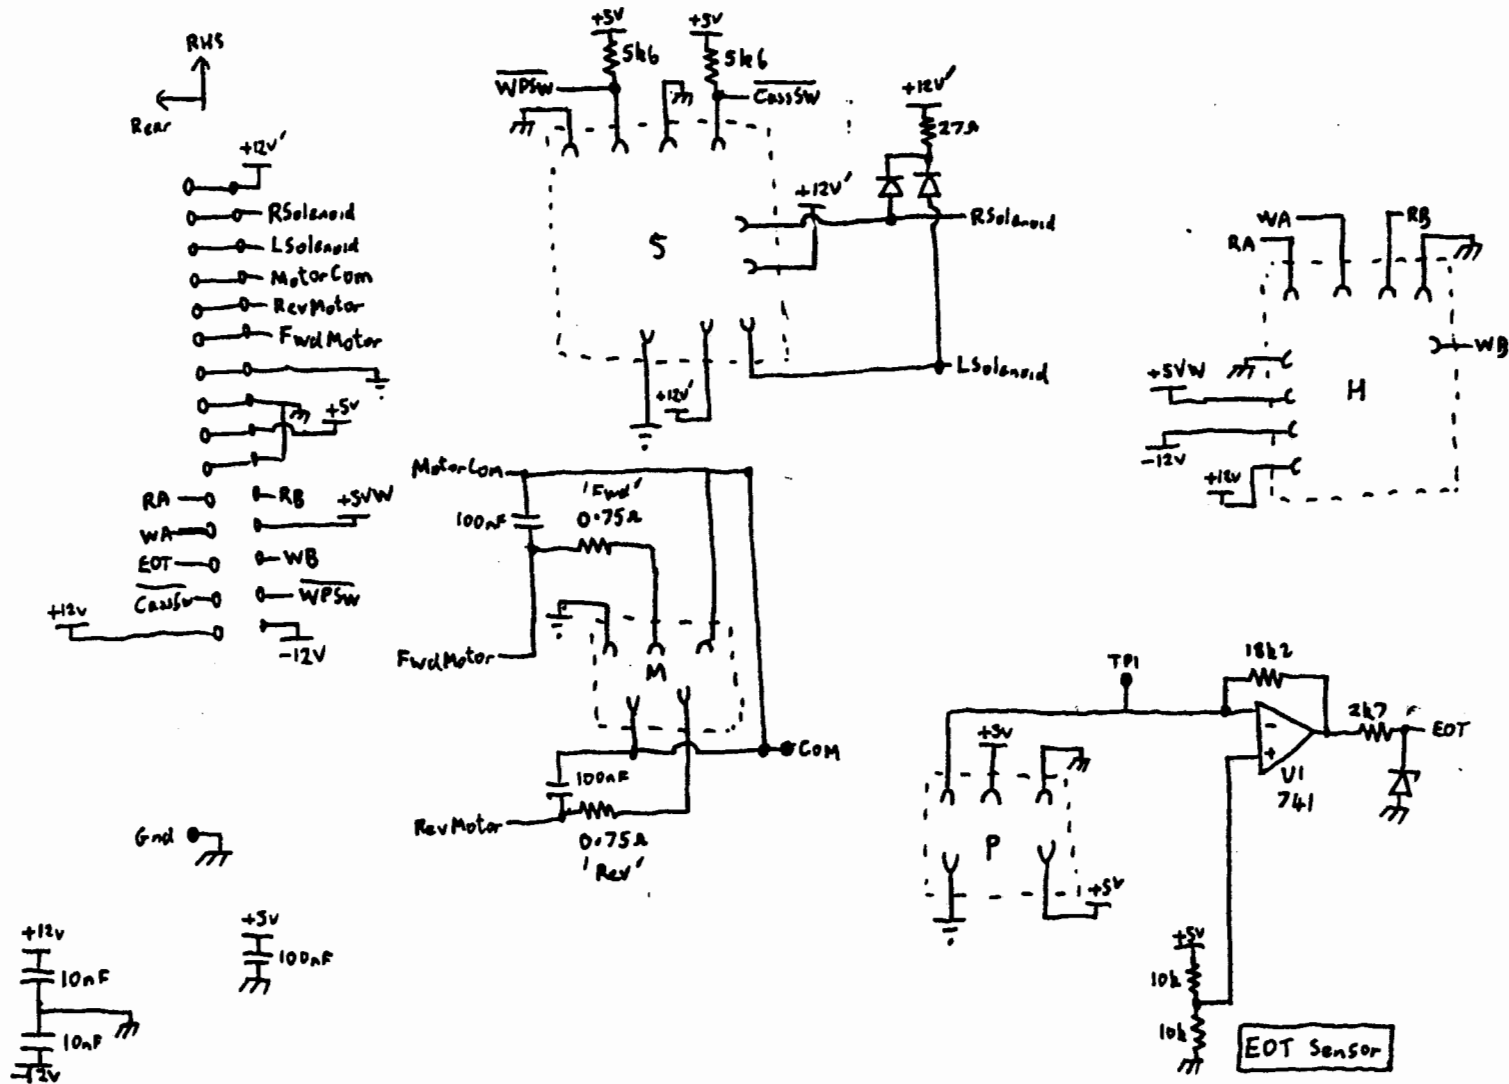 RHS
Rear
+12V'
RSolenoid
LSolenoid
MotorCom
RevMotor
FwdMotor
+5V
RA
RB
+5VW
WA
EOT
WB
CassSw
WPSW
+12V
-12V
+5V
5k6
WPSW
+5V
5k6
CassSW
+12V'
27Ω
+12V'
RSolenoid
S
+12V'
LSolenoid
WA
RB
RA
WB
+5VW
H
-12V
+12V
MotorCom
'Fwd'
0.75Ω
100nF
FwdMotor
M
COM
100nF
RevMotor
0.75Ω
'Rev'
Gnd
+12V
10nF
10nF
-12V
+5V
100nF
TP1
18k2
-
+
U1
741
2k7
EOT
+5V
P
+5V
+5V
10k
10k
EOT Sensor